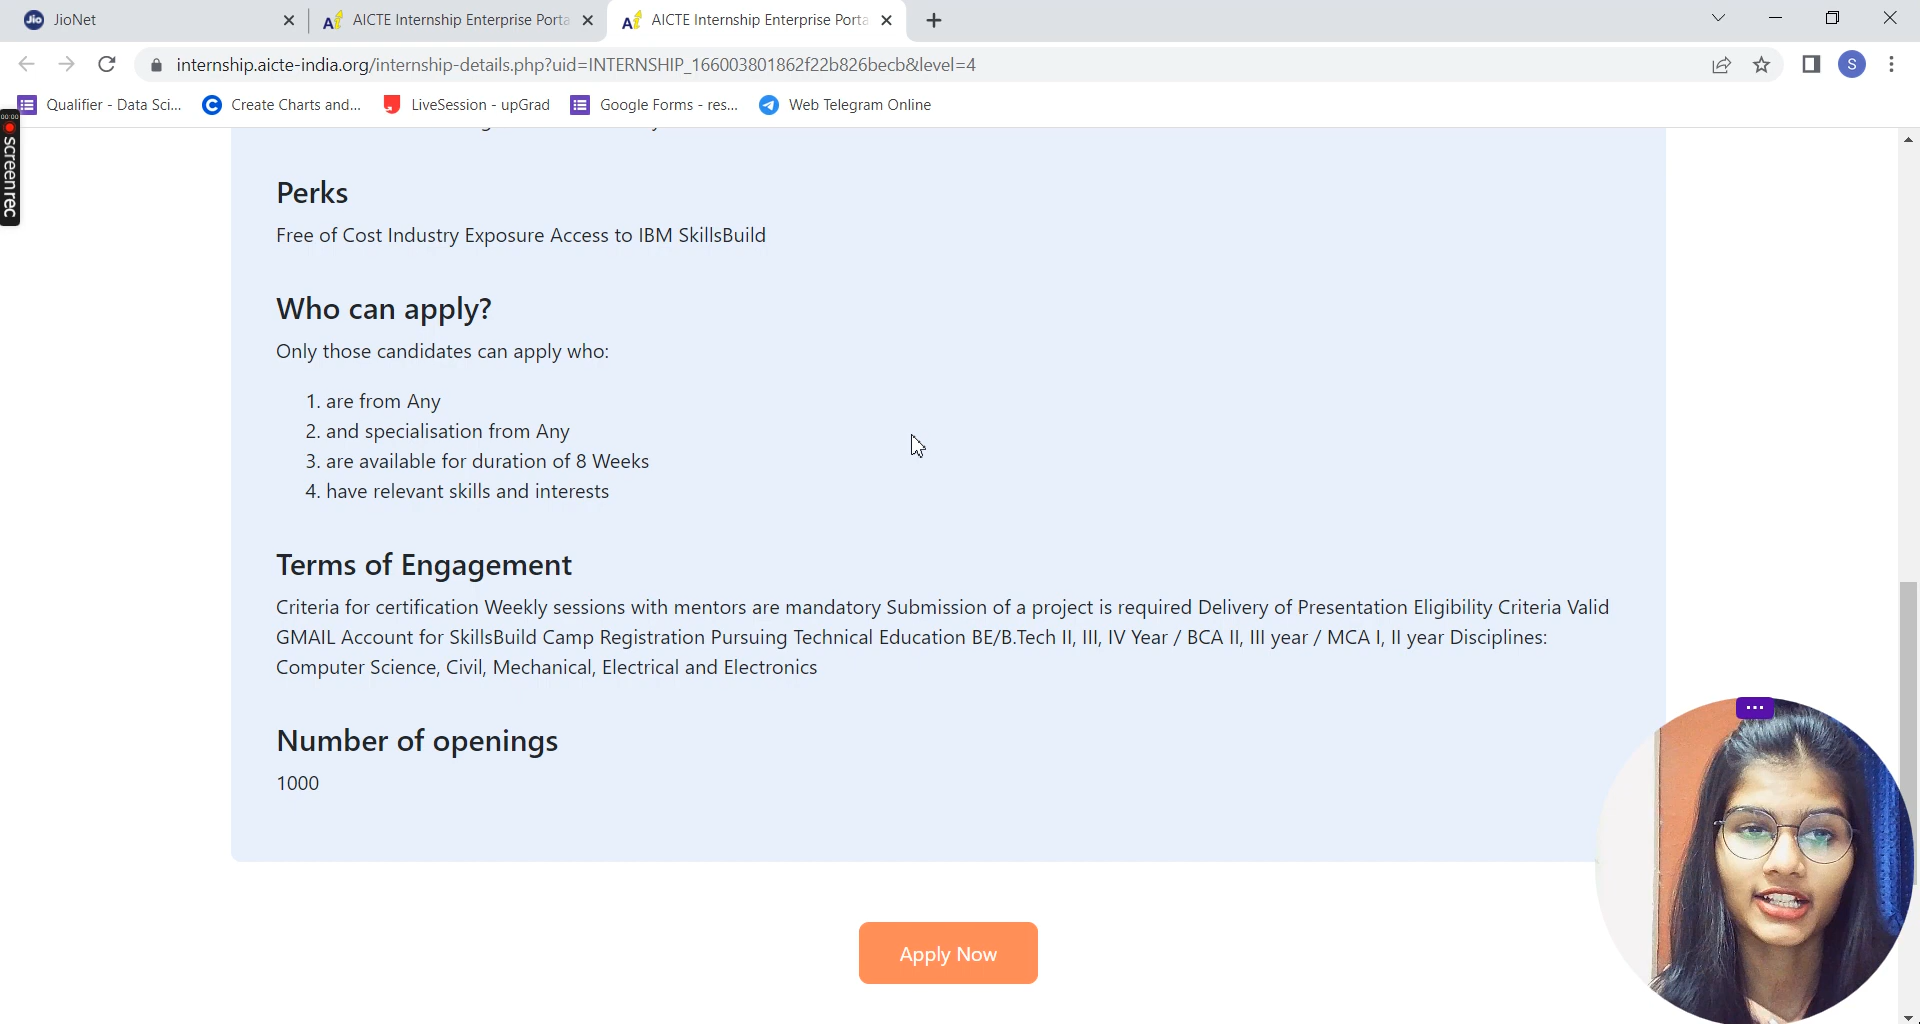 JioNet
AICTE Internship Enterprise Porta
AICTE Internship Enterprise Porta
internship.aicte-india.org/internship-details.php?uid=INTERNSHIP_166003801862f22b826becb&level=4
S
Qualifier - Data Sci...
Create Charts and...
LiveSession - upGrad
Google Forms - res...
Web Telegram Online
00:00
screenrec
Perks
Free of Cost Industry Exposure Access to IBM SkillsBuild
Who can apply?
Only those candidates can apply who:
1. are from Any
2. and specialisation from Any
3. are available for duration of 8 Weeks
4. have relevant skills and interests
Terms of Engagement
Criteria for certification Weekly sessions with mentors are mandatory Submission of a project is required Delivery of Presentation Eligibility Criteria Valid
GMAIL Account for SkillsBuild Camp Registration Pursuing Technical Education BE/B.Tech II, III, IV Year / BCA II, III year / MCA I, II year Disciplines:
Computer Science, Civil, Mechanical, Electrical and Electronics
Number of openings
1000
Apply Now